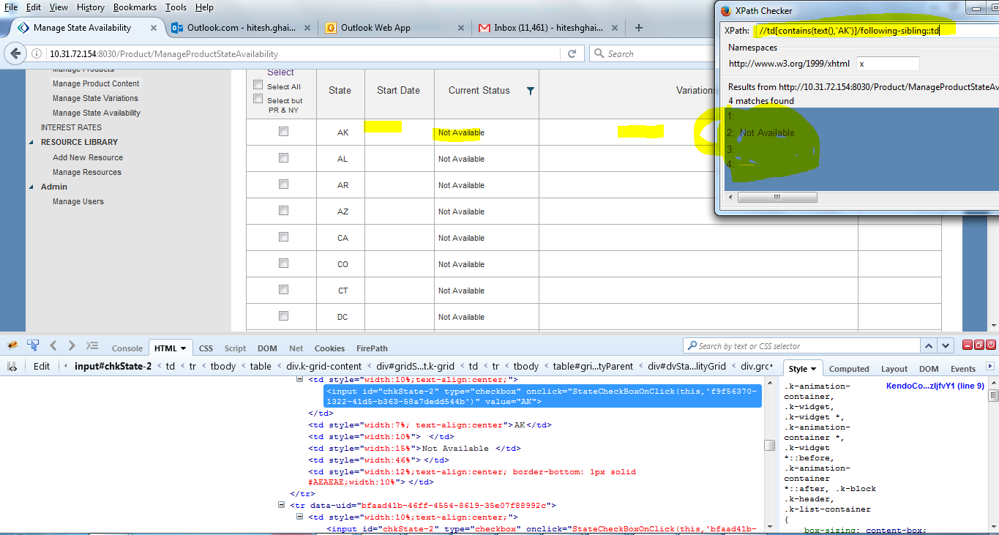 File Edit View History Bookmarks Tools Help
Manage State Availability × Outlook.com - hitesh.ghai... × Outlook Web App × Inbox (11,461) - hiteshghai... × +
10.31.72.154:8030/Product/ManageProductStateAvailability
Search
XPath Checker
XPath: //td[contains(text(),'AK')]/following-sibling::td
Namespaces
http://www.w3.org/1999/xhtml x
Results from http://10.31.72.154:8030/Product/ManageProductStateAv
4 matches found
1:
2: Not Available
3:
4:
Manage Products
Manage Product Content
Manage State Variations
Manage State Availability
INTEREST RATES
RESOURCE LIBRARY
Add New Resource
Manage Resources
Admin
Manage Users
Select
Select All
Select but
PR & NY
State Start Date Current Status Variations
AK Not Available
AL Not Available
AR Not Available
AZ Not Available
CA Not Available
CO Not Available
CT Not Available
DC Not Available
Console HTML CSS Script DOM Net Cookies FirePath
Search by text or CSS selector
Edit input#chkState-2 < td < tr < tbody < table < div.k-grid-content < div#gridS...t.k-grid < td < tr < tbody < table#gri...tyParent < div#dvSta...lityGrid < div.grc
Style Computed Layout DOM Events
<td style="width:10%;text-align:center;">
<input id="chkState-2" type="checkbox" onclick="StateCheckBoxOnClick(this,'f9f56370-
1322-41d5-b363-58a7dedd544b')" value="AK">
</td>
<td style="width:7%; text-align:center">AK</td>
<td style="width:10%"> </td>
<td style="width:15%">Not Available </td>
<td style="width:46%"> </td>
<td style="width:12%;text-align:center; border-bottom: 1px solid
#AEAEAE;width:10%"> </td>
</tr>
<tr data-uid="bfaad41b-46ff-4554-8619-35e07f88992c">
<td style="width:10%;text-align:center;">
<input id="chkState-2" type="checkbox" onclick="StateCheckBoxOnClick(this,'bfaad41b-
.k-animation-
container,
.k-widget,
.k-widget *,
.k-animation-
container *,
.k-widget
*::before,
.k-animation-
container
*::after, .k-block
.k-header,
.k-list-container
{
box-sizing: content-box;
KendoCo...zIjfvY1 (line 9)